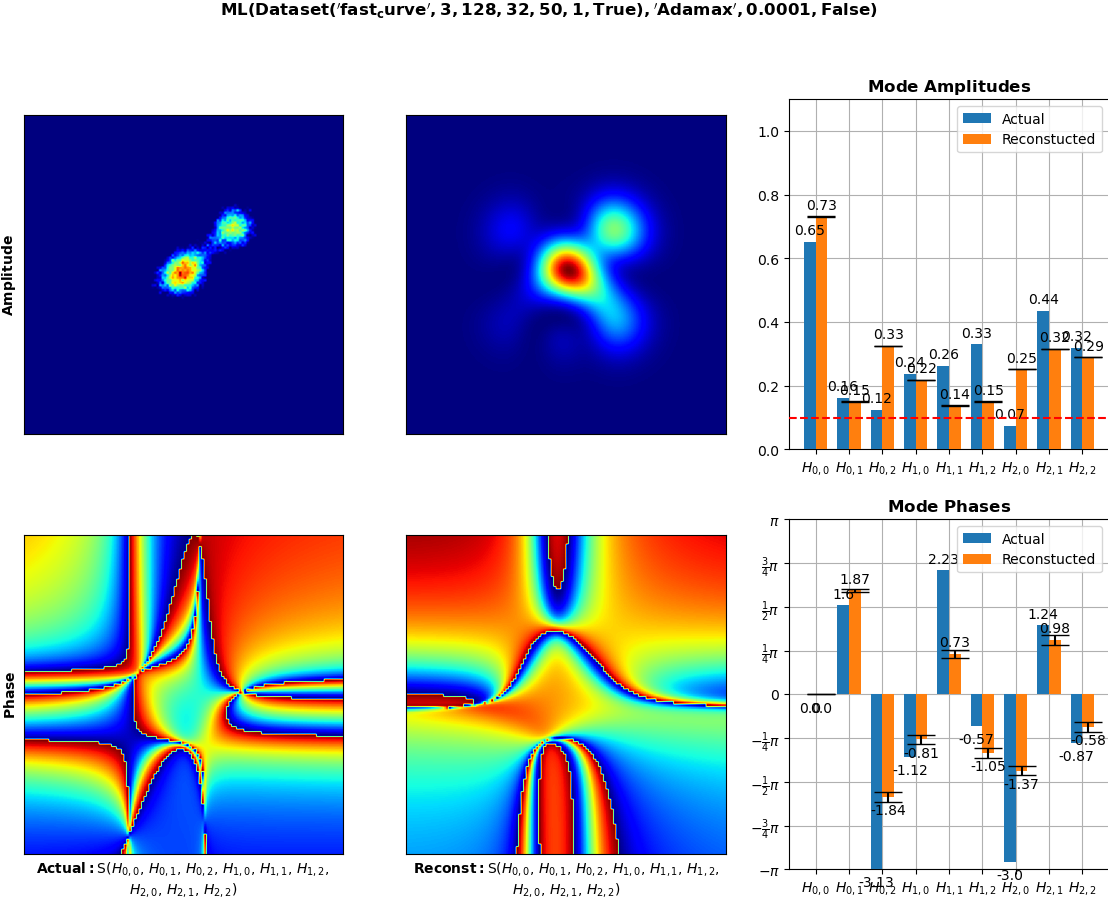 ML(Dataset('fast_curve', 3, 128, 32, 50, 1, True), 'Adamax', 0.0001, False)
Amplitude
Mode Amplitudes
Actual
Reconstucted
1.0
0.8
0.6
0.4
0.2
0.0
0.65
0.73
0.16
0.15
0.12
0.33
0.24
0.22
0.26
0.14
0.33
0.15
0.07
0.25
0.44
0.32
0.32
0.29
H0,0 H0,1 H0,2 H1,0 H1,1 H1,2 H2,0 H2,1 H2,2
Phase
Mode Phases
Actual
Reconstucted
π
3/4π
1/2π
1/4π
0
−1/4π
−1/2π
−3/4π
−π
0.0
0.0
1.6
1.87
-3.13
-1.84
-1.12
-0.81
2.23
0.73
-0.57
-1.05
-3.0
-1.37
1.24
0.98
-0.87
-0.58
H0,0 H0,1 H0,2 H1,0 H1,1 H1,2 H2,0 H2,1 H2,2
Actual: S(H0,0, H0,1, H0,2, H1,0, H1,1, H1,2,
H2,0, H2,1, H2,2)
Reconst: S(H0,0, H0,1, H0,2, H1,0, H1,1, H1,2,
H2,0, H2,1, H2,2)